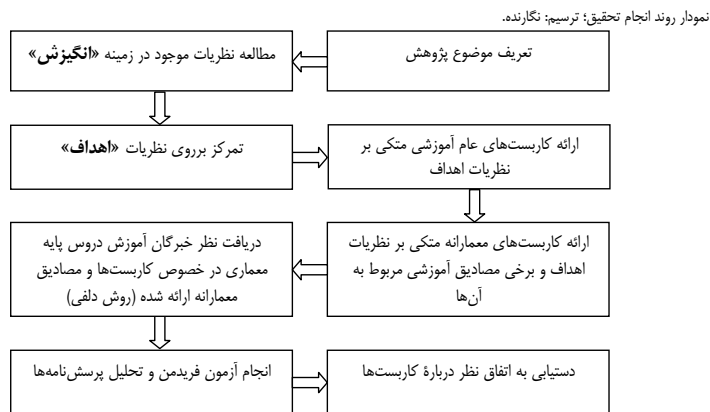 نمودار روند انجام تحقیق؛ ترسیم: نگارنده.
تعریف موضوع پژوهش
مطالعه نظریات موجود در زمینه «انگیزش»
تمرکز برروی نظریات «اهداف»
ارائه کاربست‌های عام آموزشی متکی بر
نظریات اهداف
ارائه کاربست‌های معمارانه متکی بر نظریات
اهداف و برخی مصادیق آموزشی مربوط به
آن‌ها
دریافت نظر خبرگان آموزش دروس پایه
معماری در خصوص کاربست‌ها و مصادیق
معمارانه ارائه شده (روش دلفی)
انجام آزمون فریدمن و تحلیل پرسش‌نامه‌ها
دستیابی به اتفاق نظر دربارۀ کاربست‌ها